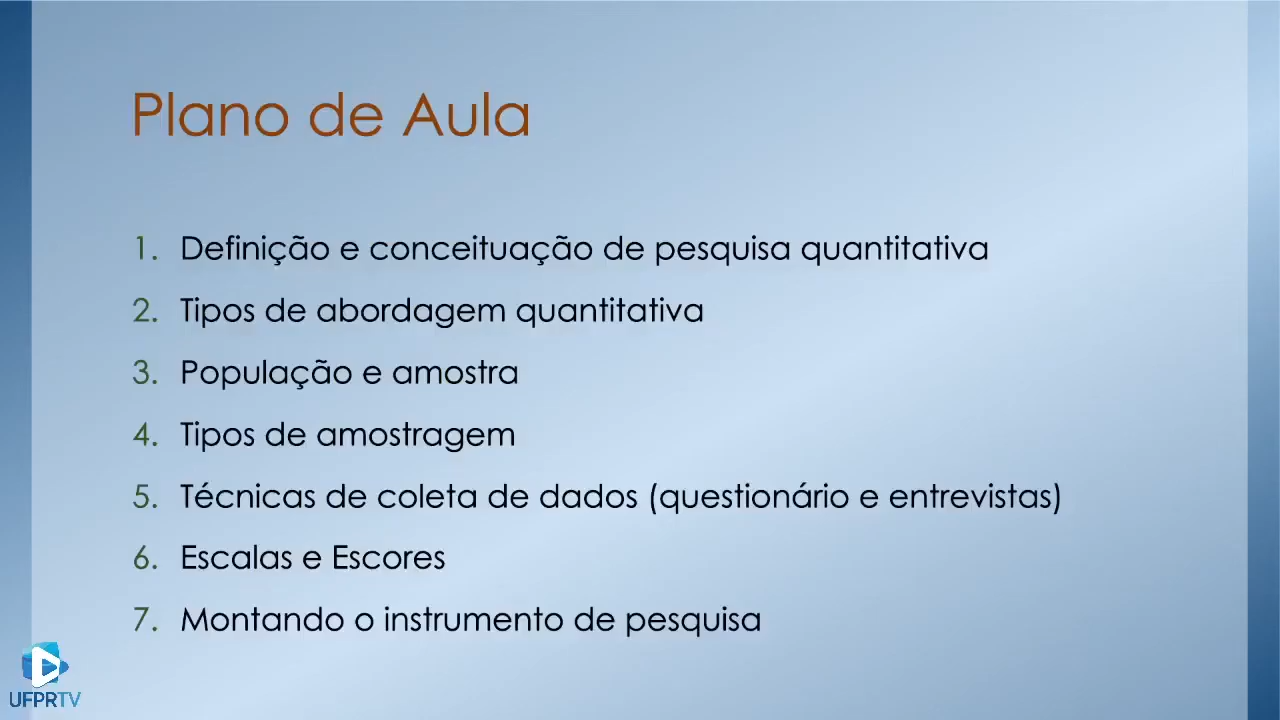 Plano de Aula
1. Definição e conceituação de pesquisa quantitativa
2. Tipos de abordagem quantitativa
3. População e amostra
4. Tipos de amostragem
5. Técnicas de coleta de dados (questionário e entrevistas)
6. Escalas e Escores
7. Montando o instrumento de pesquisa
UFPRTV